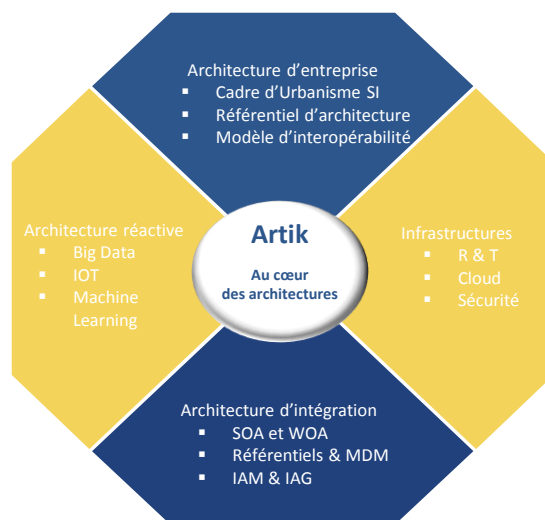 Architecture d’entreprise
▪ Cadre d’Urbanisme SI
▪ Référentiel d’architecture
▪ Modèle d’interopérabilité
Architecture réactive
▪ Big Data
▪ IOT
▪ Machine
Learning
Artik
Au cœur
des architectures
Infrastructures
▪ R & T
▪ Cloud
▪ Sécurité
Architecture d’intégration
▪ SOA et WOA
▪ Référentiels & MDM
▪ IAM & IAG